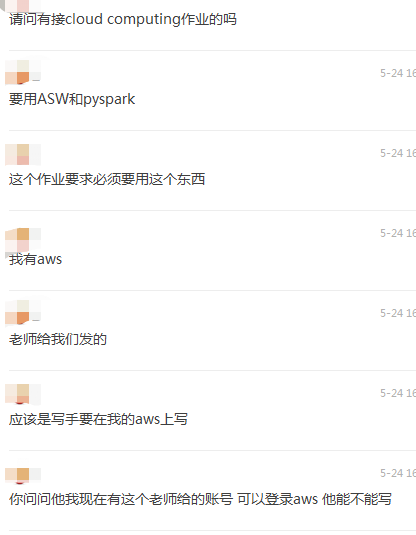 请问有接cloud computing作业的吗
5-24 16
要用ASW和pyspark
5-24 16
这个作业要求必须要用这个东西
5-24 16
我有aws
5-24 16
老师给我们发的
5-24 16
应该是写手要在我的aws上写
5-24 16
你问问他我现在有这个老师给的账号 可以登录aws 他能不能写